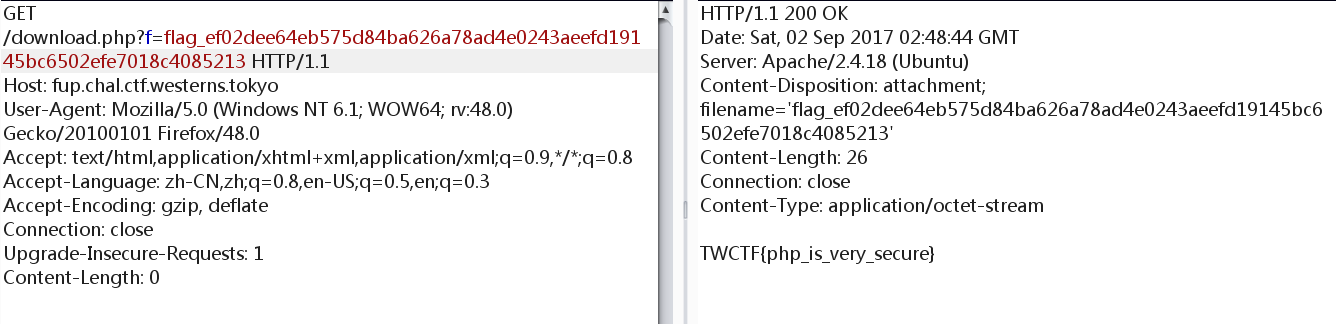 GET
/download.php?f=flag_ef02dee64eb575d84ba626a78ad4e0243aeefd191
45bc6502efe7018c4085213 HTTP/1.1
Host: fup.chal.ctf.westerns.tokyo
User-Agent: Mozilla/5.0 (Windows NT 6.1; WOW64; rv:48.0)
Gecko/20100101 Firefox/48.0
Accept: text/html,application/xhtml+xml,application/xml;q=0.9,*/*;q=0.8
Accept-Language: zh-CN,zh;q=0.8,en-US;q=0.5,en;q=0.3
Accept-Encoding: gzip, deflate
Connection: close
Upgrade-Insecure-Requests: 1
Content-Length: 0
HTTP/1.1 200 OK
Date: Sat, 02 Sep 2017 02:48:44 GMT
Server: Apache/2.4.18 (Ubuntu)
Content-Disposition: attachment;
filename='flag_ef02dee64eb575d84ba626a78ad4e0243aeefd19145bc6
502efe7018c4085213'
Content-Length: 26
Connection: close
Content-Type: application/octet-stream
TWCTF{php_is_very_secure}